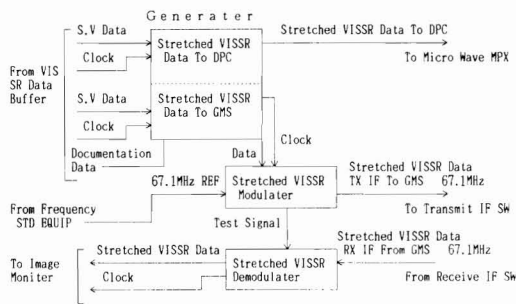 Generater
S.V Data
Clock
Stretched VISSR
Data To DPC
Stretched VISSR Data To DPC
To Micro Wave MPX
From VIS
SR Data
Buffer
S.V Data
Clock
Stretched VISSR
Data To GMS
Documentation
Data
Data
Clock
67.1MHz REF
Stretched VISSR
Modulater
Stretched VISSR Data
TX IF To GMS 67.1MHz
To Transmit IF SW
From Frequency
STD EQUIP
Test Signal
Stretched VISSR Data
RX IF From GMS 67.1MHz
From Receive IF SW
Stretched VISSR
Demodulater
Stretched VISSR Data
Clock
To Image
Moniter